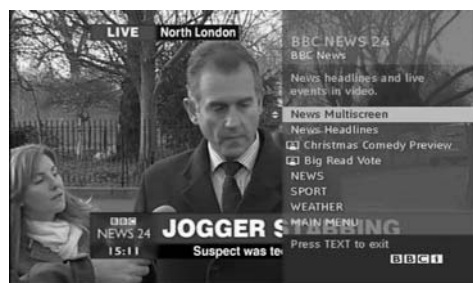 LIVE North London
BBC NEWS 24
BBC News
News headlines and live
events in video.
News Multiscreen
News Headlines
Christmas Comedy Preview...
Big Read Vote
NEWS
SPORT
WEATHER
MAIN MENU
Press TEXT to exit
BBCi
BBC
NEWS 24
15:11
JOGGER STABBING
Suspect was